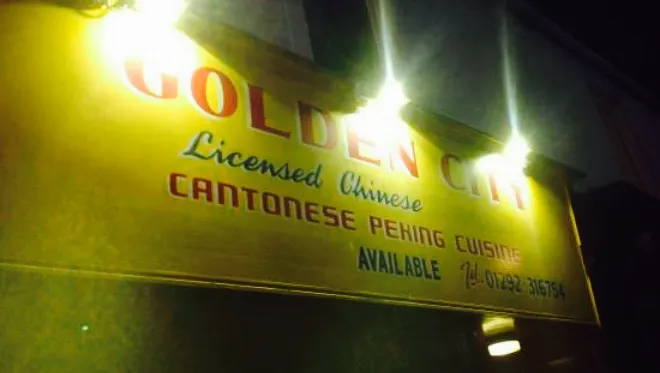 GOLDEN CITY
Licensed Chinese
CANTONESE PEKING CUISINE
AVAILABLE Tel. 01292 316754